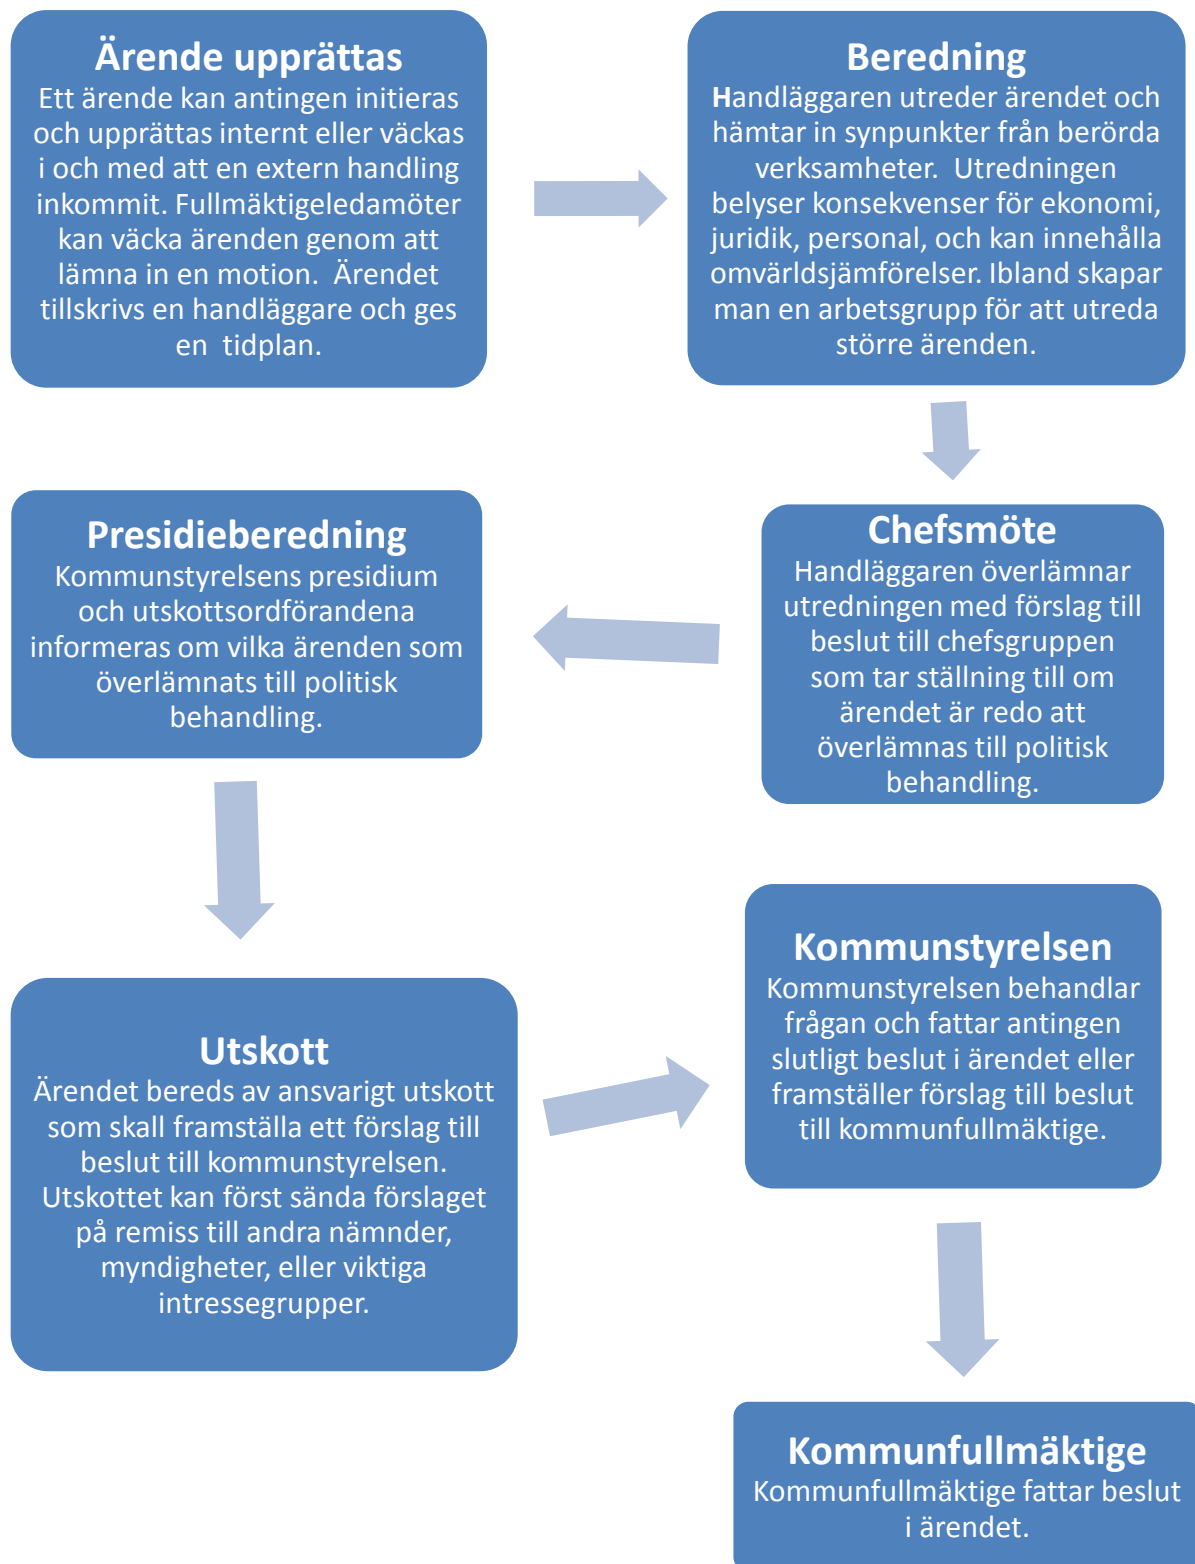 Ärende upprättas
Ett ärende kan antingen initieras
och upprättas internt eller väckas
i och med att en extern handling
inkommit. Fullmäktigeledamöter
kan väcka ärenden genom att
lämna in en motion.  Ärendet
tillskrivs en handläggare och ges
en  tidplan.
Beredning
Handläggaren utreder ärendet och
hämtar in synpunkter från berörda
verksamheter.  Utredningen
belyser konsekvenser för ekonomi,
juridik, personal, och kan innehålla
omvärldsjämförelser. Ibland skapar
man en arbetsgrupp för att utreda
större ärenden.
Chefsmöte
Handläggaren överlämnar
utredningen med förslag till
beslut till chefsgruppen
som tar ställning till om
ärendet är redo att
överlämnas till politisk
behandling.
Presidieberedning
Kommunstyrelsens presidium
och utskottsordförandena
informeras om vilka ärenden som
överlämnats till politisk
behandling.
Utskott
Ärendet bereds av ansvarigt utskott
som skall framställa ett förslag till
beslut till kommunstyrelsen.
Utskottet kan först sända förslaget
på remiss till andra nämnder,
myndigheter, eller viktiga
intressegrupper.
Kommunstyrelsen
Kommunstyrelsen behandlar
frågan och fattar antingen
slutligt beslut i ärendet eller
framställer förslag till beslut
till kommunfullmäktige.
Kommunfullmäktige
Kommunfullmäktige fattar beslut
i ärendet.